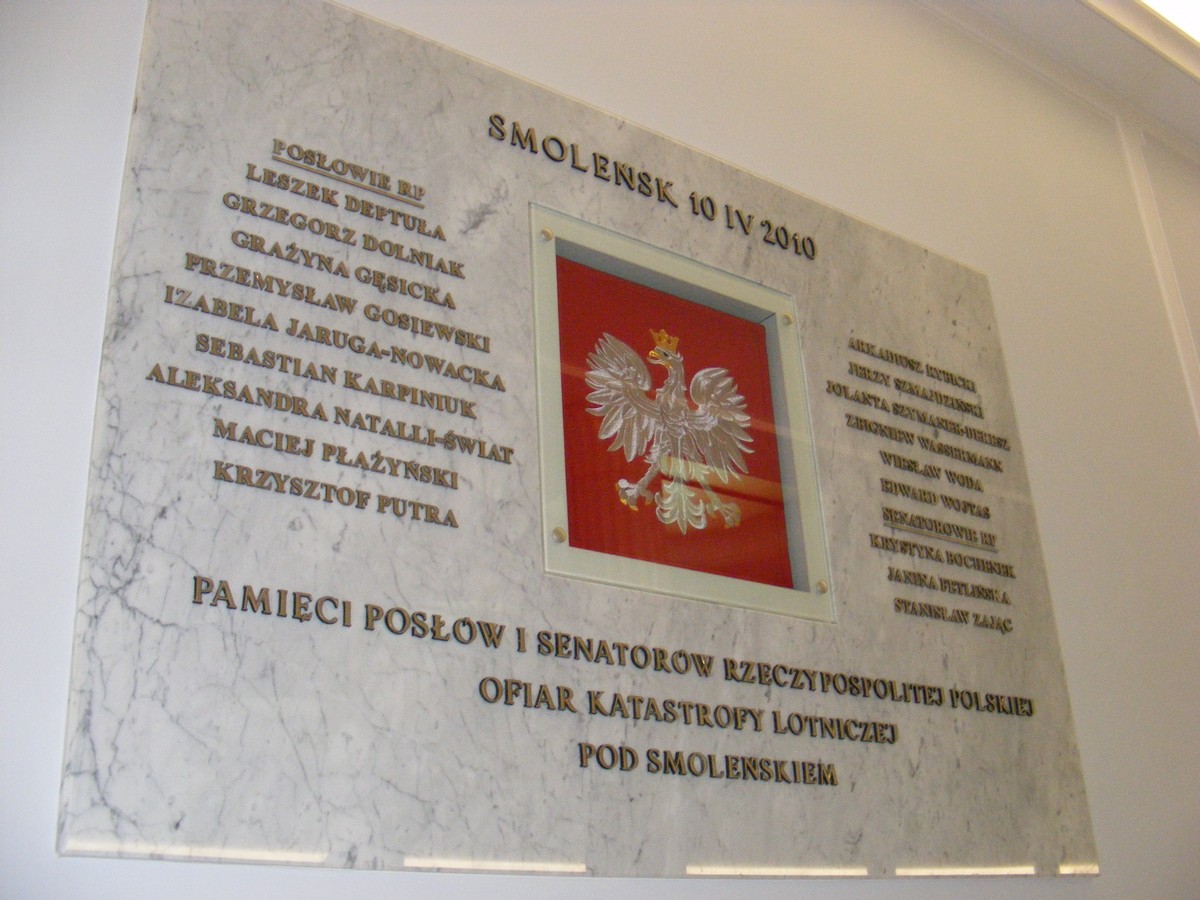 SMOLEŃSK 10 IV 2010
POSŁOWIE RP
LESZEK DEPTUŁA
GRZEGORZ DOLNIAK
GRAŻYNA GĘSICKA
PRZEMYSŁAW GOSIEWSKI
IZABELA JARUGA-NOWACKA
SEBASTIAN KARPINIUK
ALEKSANDRA NATALLI-ŚWIAT
MACIEJ PŁAŻYŃSKI
KRZYSZTOF PUTRA
ARKADIUSZ RYBICKI
JERZY SZMAJDZIŃSKI
JOLANTA SZYMANEK-DERESZ
ZBIGNIEW WASSERMANN
WIESŁAW WODA
EDWARD WOJTAS
SENATOROWIE RP
KRYSTYNA BOCHENEK
JANINA FETLIŃSKA
STANISŁAW ZAJĄC
PAMIĘCI POSŁÓW I SENATORÓW RZECZYPOSPOLITEJ POLSKIEJ
OFIAR KATASTROFY LOTNICZEJ
POD SMOLEŃSKIEM